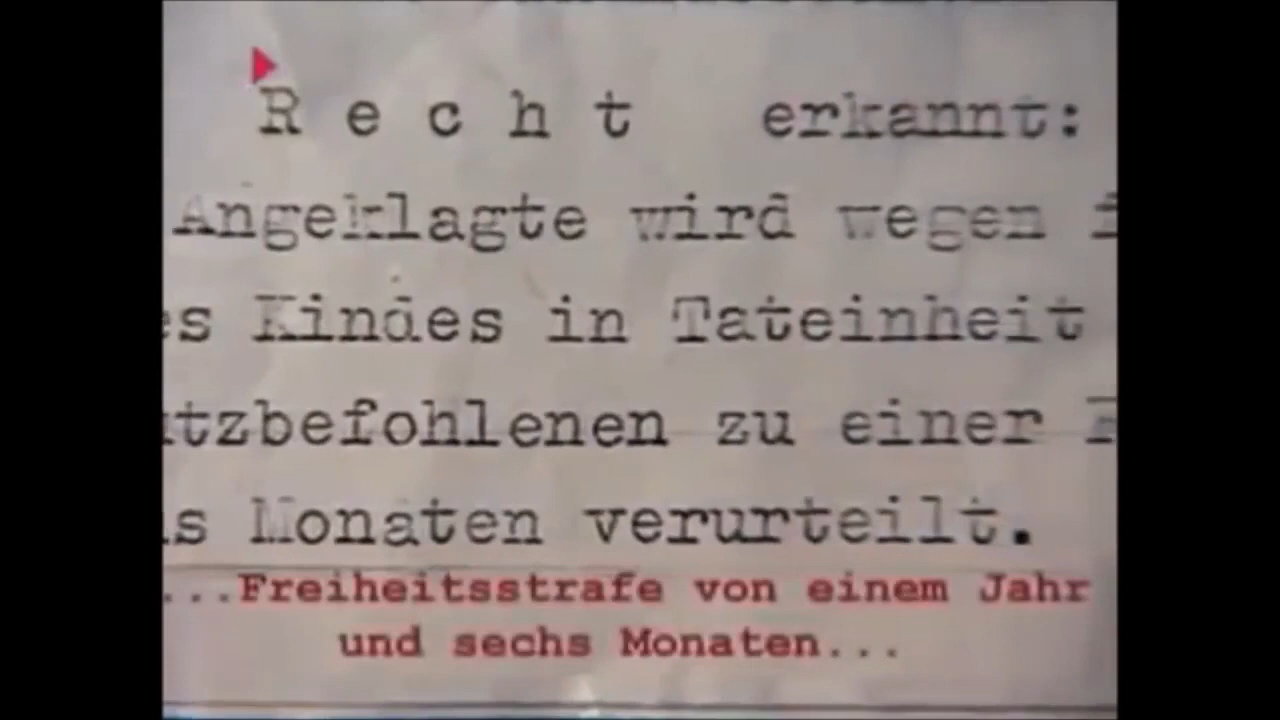 R e c h t erkannt:
Angeklagte wird wegen
es Kindes in Tateinheit
tzbefohlenen zu einer
s Monaten verurteilt.
...Freiheitsstrafe von einem Jahr
und sechs Monaten...